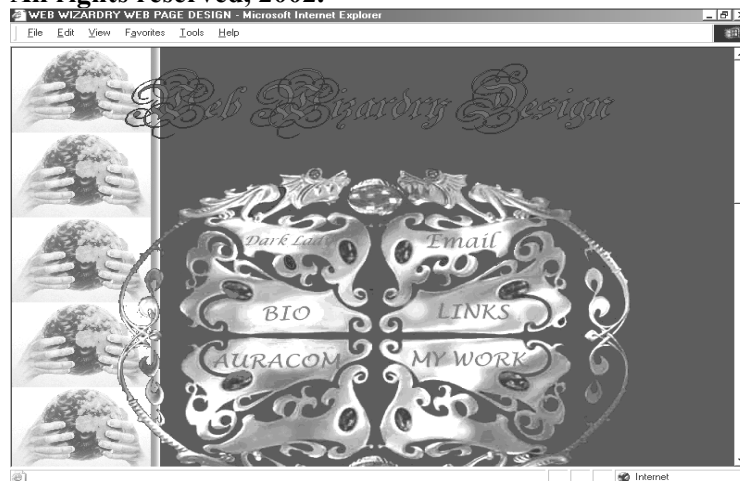 All rights reserved, 2002.
WEB WIZARDRY WEB PAGE DESIGN - Microsoft Internet Explorer
File Edit View Favorites Tools Help
Web Wizardry Design
Dark Lady Email
BIO LINKS
AURACOM MY WORK
Internet